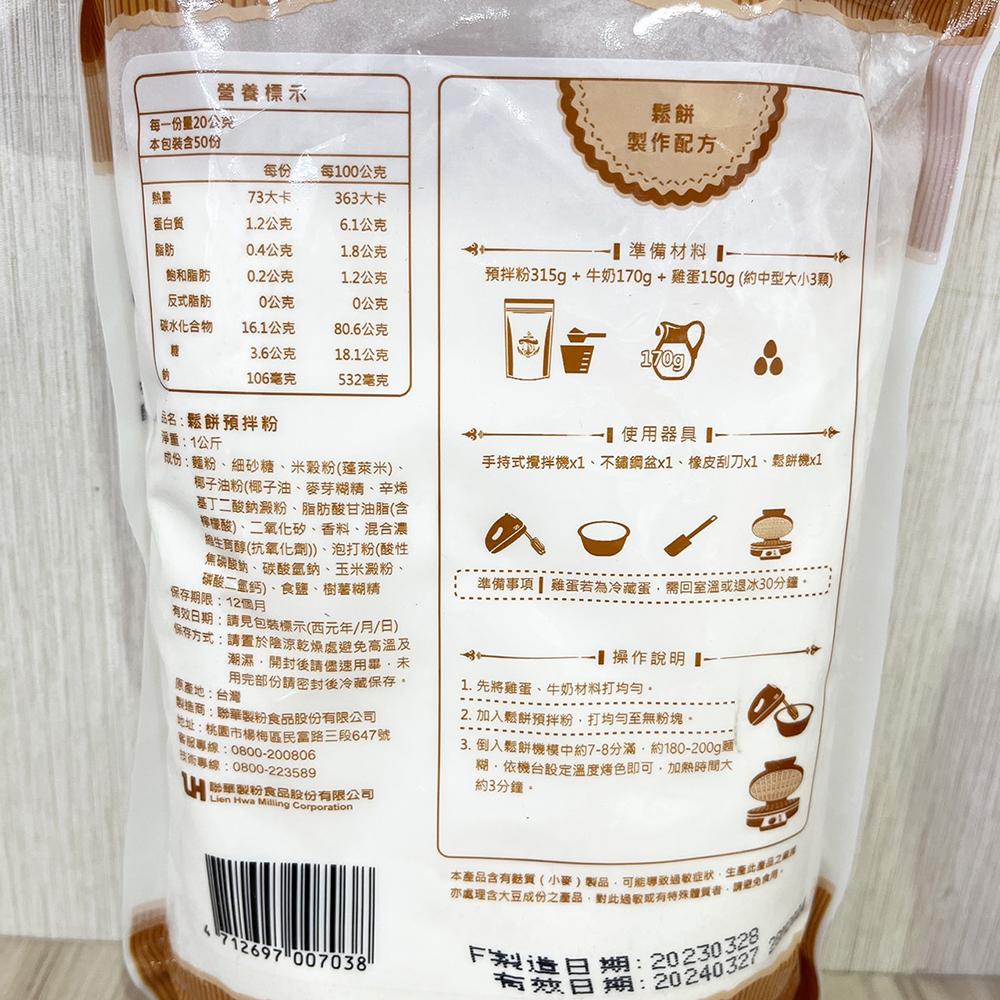 營養標示
每一份量20公克
本包裝含50份
每份 每100公克
熱量 73大卡 363大卡
蛋白質 1.2公克 6.1公克
脂肪 0.4公克 1.8公克
飽和脂肪 0.2公克 1.2公克
反式脂肪 0公克 0公克
碳水化合物 16.1公克 80.6公克
糖 3.6公克 18.1公克
鈉 106毫克 532毫克
品名:鬆餅預拌粉
淨重:1公斤
成份:麵粉、細砂糖、米穀粉(蓬萊米)、
椰子油粉(椰子油、麥芽糊精、辛烯
基丁二酸鈉澱粉、脂肪酸甘油脂(含
檸檬酸)、二氧化矽、香料、混合濃
縮生育醇(抗氧化劑))、泡打粉(酸性
焦磷酸鈉、碳酸氫鈉、玉米澱粉、
磷酸二氫鈣)、食鹽、樹薯糊精
保存期限:12個月
有效日期:請見包裝標示(西元年/月/日)
保存方式:請置於陰涼乾燥處避免高溫及
潮濕,開封後請儘速用畢,未
用完部份請密封後冷藏保存。
原產地:台灣
製造商:聯華製粉食品股份有限公司
地址:桃園市楊梅區民富路三段647號
客服專線:0800-200806
技術專線:0800-223589
LH 聯華製粉食品股份有限公司
Lien Hwa Milling Corporation
4 712697 007038
鬆餅
製作配方
準備材料
預拌粉315g + 牛奶170g + 雞蛋150g (約中型大小3顆)
170g
使用器具
手持式攪拌機x1、不鏽鋼盆x1、橡皮刮刀x1、鬆餅機x1
準備事項 雞蛋若為冷藏蛋,需回室溫或退冰30分鐘。
操作說明
1. 先將雞蛋、牛奶材料打均勻。
2. 加入鬆餅預拌粉,打均勻至無粉塊。
3. 倒入鬆餅機模中約7-8分滿,約180-200g麵
糊,依機台設定溫度烤色即可,加熱時間大
約3分鐘。
本產品含有麩質(小麥)製品,可能導致過敏症狀,生產此產品之廠房
亦處理含大豆成份之產品,對此過敏或有特殊體質者,請避免食用。
F製造日期:20230328
有效日期:20240327